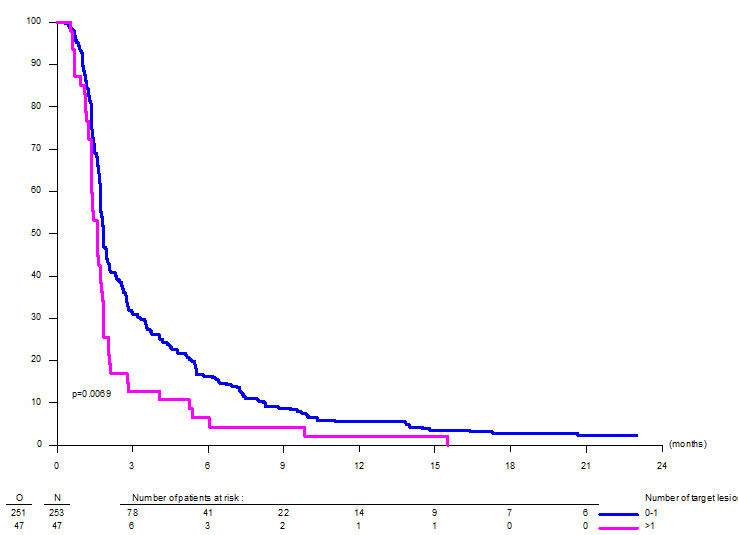 100
90
80
70
60
50
40
30
20
10
0
p=0.0069
0 3 6 9 12 15 18 21 24
(months)
O N Number of patients at risk : Number of target lesio
251 253 78 41 22 14 9 7 6 0-1
47 47 6 3 2 1 1 0 0 >1